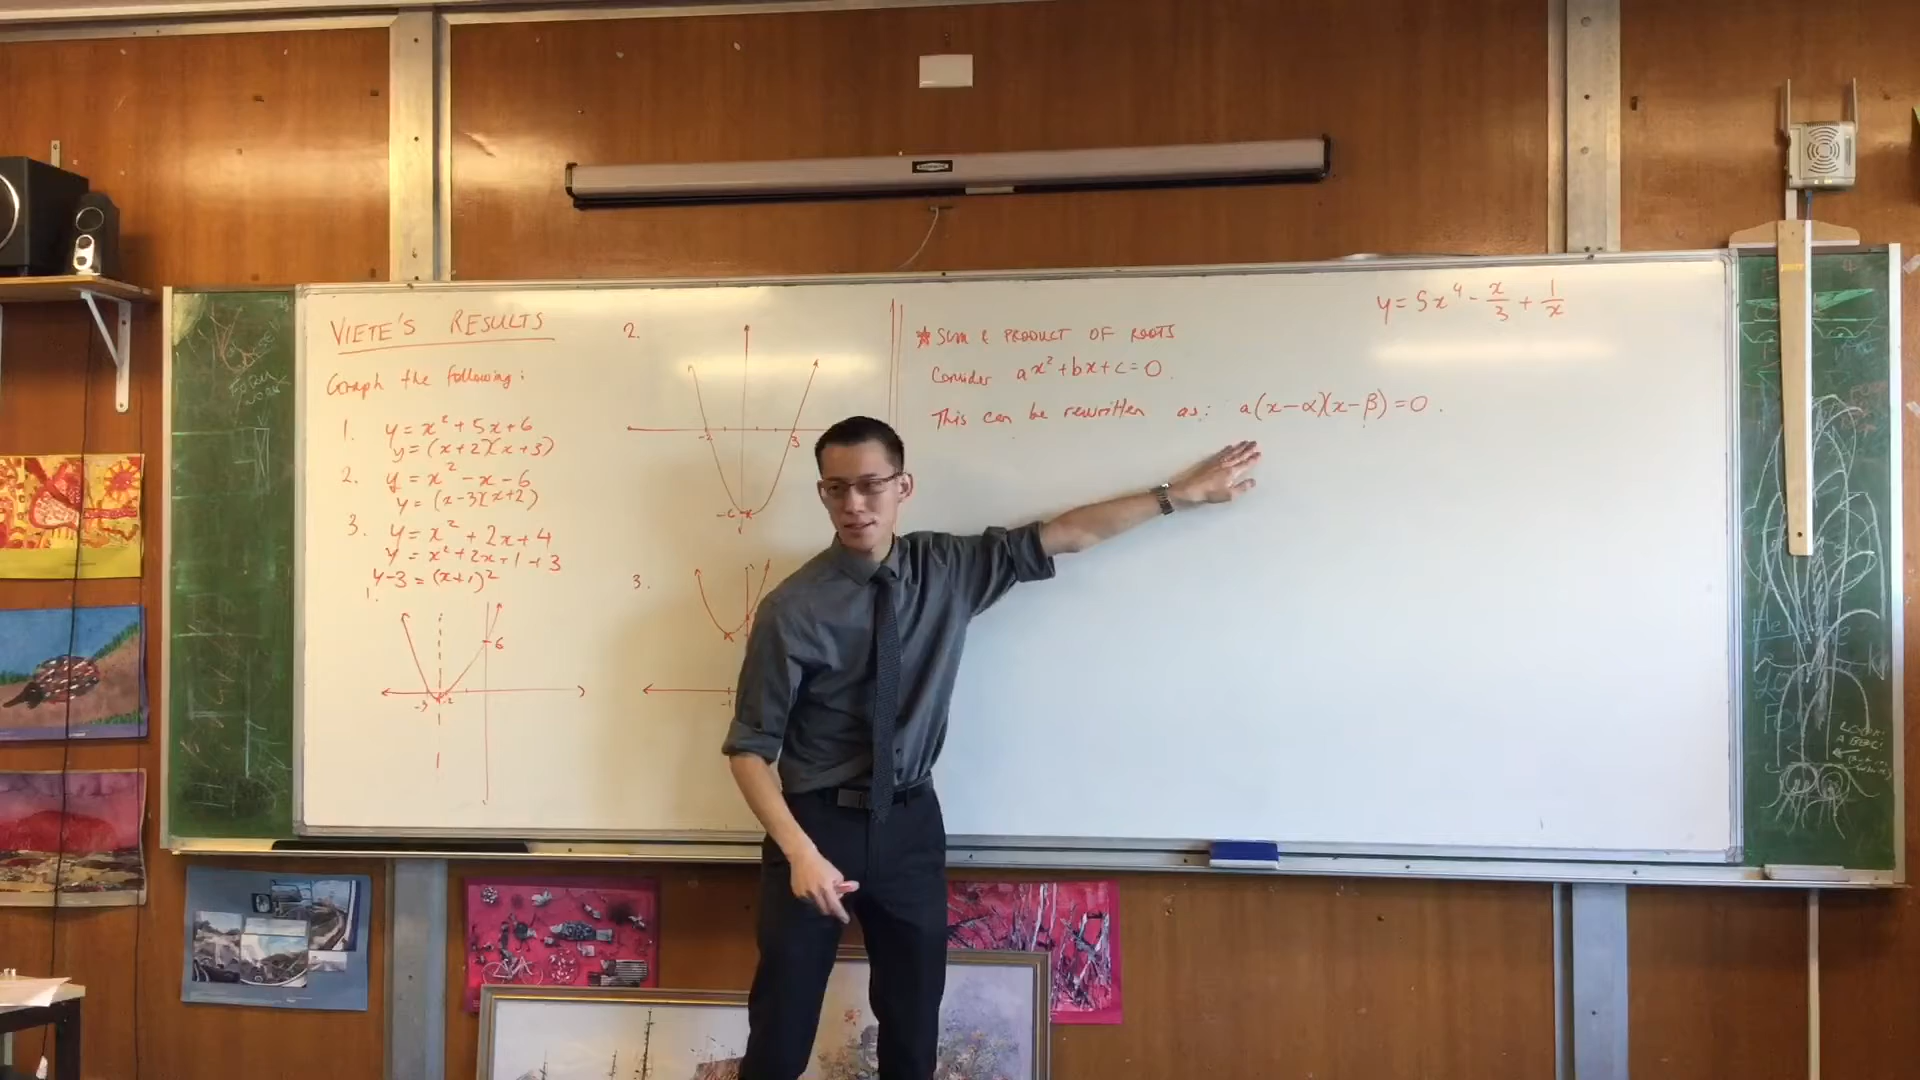 VIETE'S RESULTS
Graph the following:
1. y = x² + 5x + 6
y = (x+2)(x+3)
2. y = x² - x - 6
y = (x-3)(x+2)
3. y = x² + 2x + 4
y = x² + 2x + 1 + 3
y - 3 = (x+1)²
1.
6
-3 -2
2.
-2 3
-6
3.
-1
★ SUM & PRODUCT OF ROOTS
Consider ax² + bx + c = 0.
This can be rewritten as: a(x-α)(x-β) = 0.
y = 5x⁴ - x/3 + 1/x